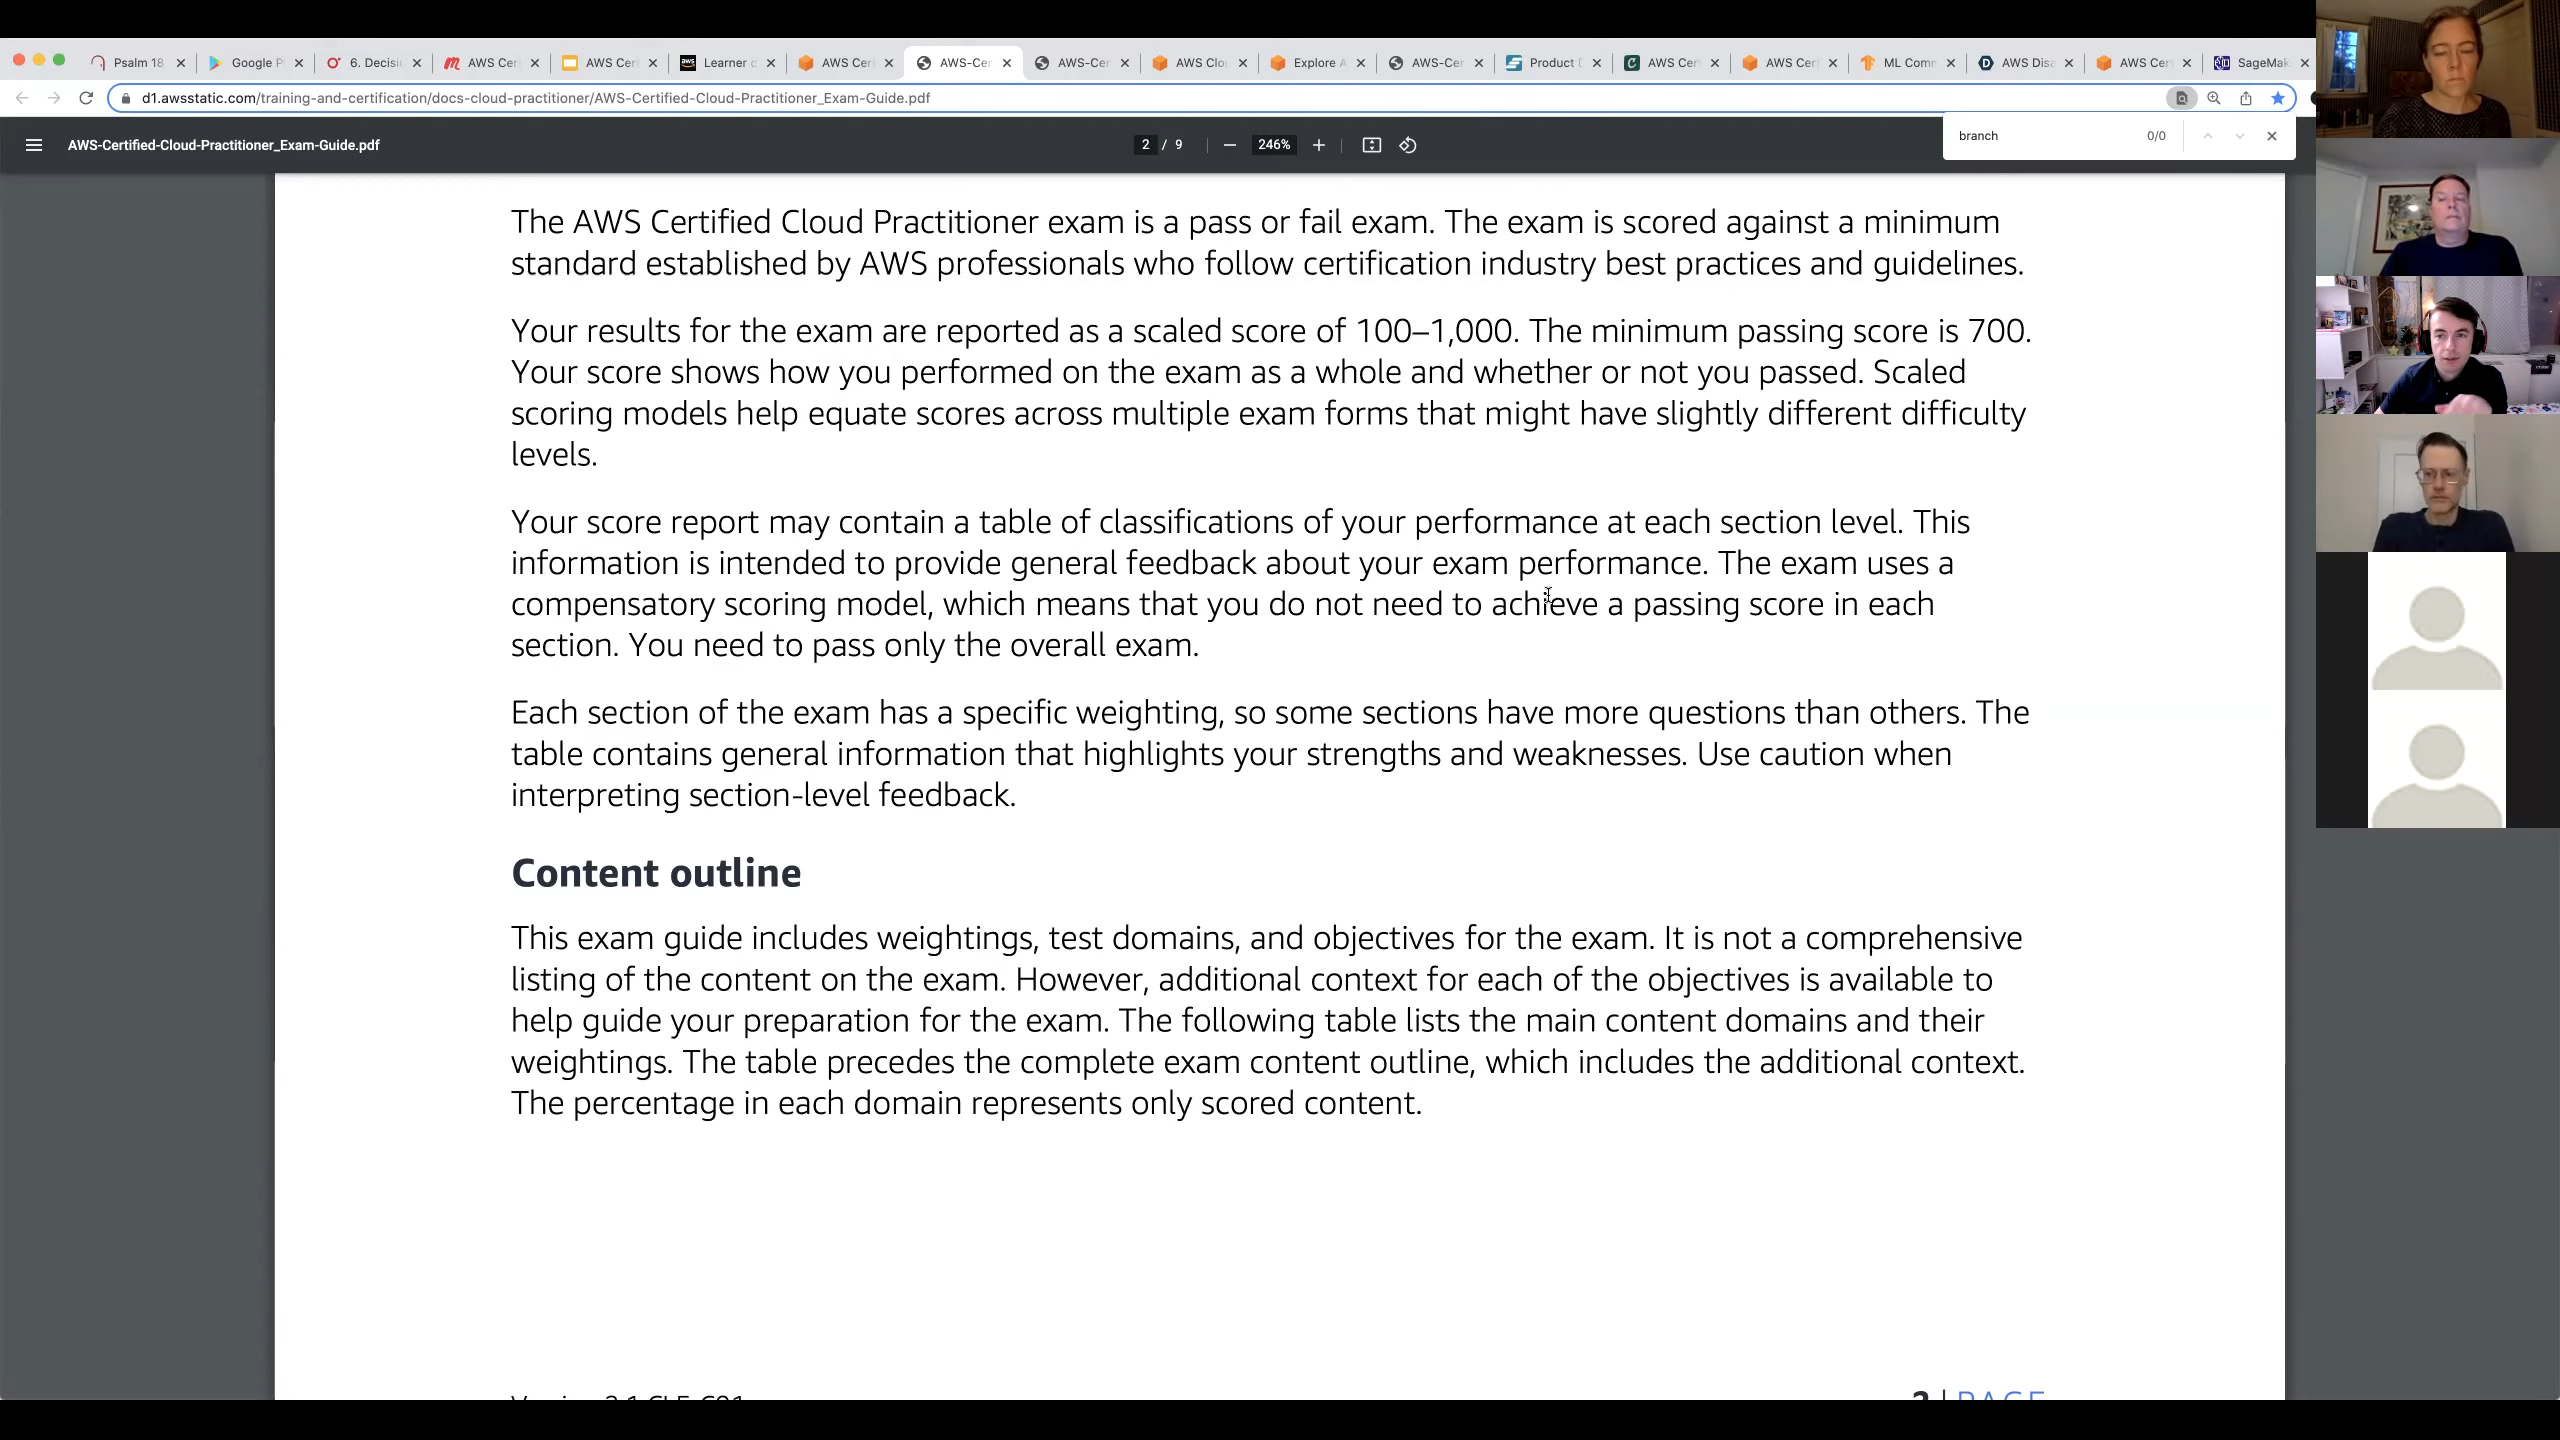 Psalm 18
Google P
6. Decisi
AWS Cer
AWS Cer
Learner
AWS Cer
AWS-Cer
AWS-Cer
AWS Clo
Explore A
AWS-Cer
Product
AWS Cer
AWS Cer
ML Comm
AWS Disa
AWS Cer
SageMak
d1.awsstatic.com/training-and-certification/docs-cloud-practitioner/AWS-Certified-Cloud-Practitioner_Exam-Guide.pdf
branch 0/0
AWS-Certified-Cloud-Practitioner_Exam-Guide.pdf 2 / 9 246%
The AWS Certified Cloud Practitioner exam is a pass or fail exam. The exam is scored against a minimum
standard established by AWS professionals who follow certification industry best practices and guidelines.
Your results for the exam are reported as a scaled score of 100–1,000. The minimum passing score is 700.
Your score shows how you performed on the exam as a whole and whether or not you passed. Scaled
scoring models help equate scores across multiple exam forms that might have slightly different difficulty
levels.
Your score report may contain a table of classifications of your performance at each section level. This
information is intended to provide general feedback about your exam performance. The exam uses a
compensatory scoring model, which means that you do not need to achieve a passing score in each
section. You need to pass only the overall exam.
Each section of the exam has a specific weighting, so some sections have more questions than others. The
table contains general information that highlights your strengths and weaknesses. Use caution when
interpreting section-level feedback.
Content outline
This exam guide includes weightings, test domains, and objectives for the exam. It is not a comprehensive
listing of the content on the exam. However, additional context for each of the objectives is available to
help guide your preparation for the exam. The following table lists the main content domains and their
weightings. The table precedes the complete exam content outline, which includes the additional context.
The percentage in each domain represents only scored content.